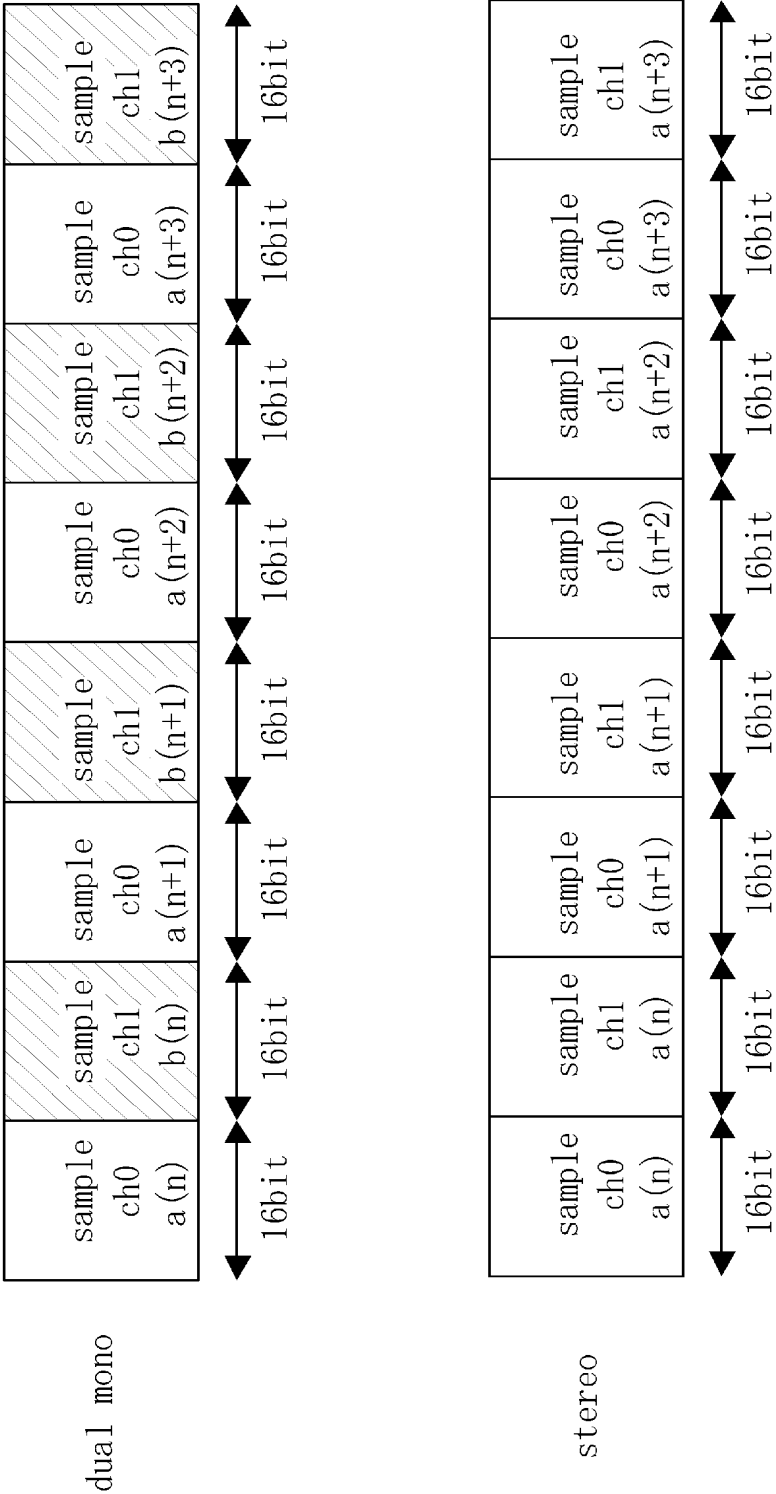 dual mono
sample
ch0
a(n)
sample
ch1
b(n)
sample
ch0
a(n+1)
sample
ch1
b(n+1)
sample
ch0
a(n+2)
sample
ch1
b(n+2)
sample
ch0
a(n+3)
sample
ch1
b(n+3)
16bit
16bit
16bit
16bit
16bit
16bit
16bit
16bit
stereo
sample
ch0
a(n)
sample
ch1
a(n)
sample
ch0
a(n+1)
sample
ch1
a(n+1)
sample
ch0
a(n+2)
sample
ch1
a(n+2)
sample
ch0
a(n+3)
sample
ch1
a(n+3)
16bit
16bit
16bit
16bit
16bit
16bit
16bit
16bit